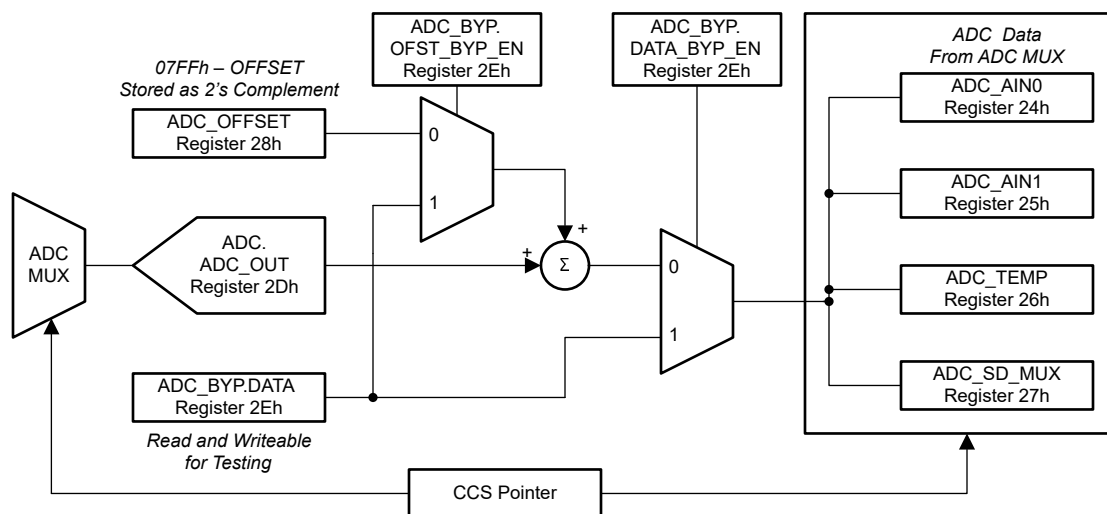 ADC_BYP.
OFST_BYP_EN
Register 2Eh
ADC_BYP.
DATA_BYP_EN
Register 2Eh
ADC Data
From ADC MUX
07FFh – OFFSET
Stored as 2's Complement
ADC_OFFSET
Register 28h
0
1
ADC_AIN0
Register 24h
ADC_AIN1
Register 25h
ADC
MUX
ADC.
ADC_OUT
Register 2Dh
+
+
Σ
0
1
ADC_TEMP
Register 26h
ADC_SD_MUX
Register 27h
ADC_BYP.DATA
Register 2Eh
Read and Writeable
for Testing
CCS Pointer